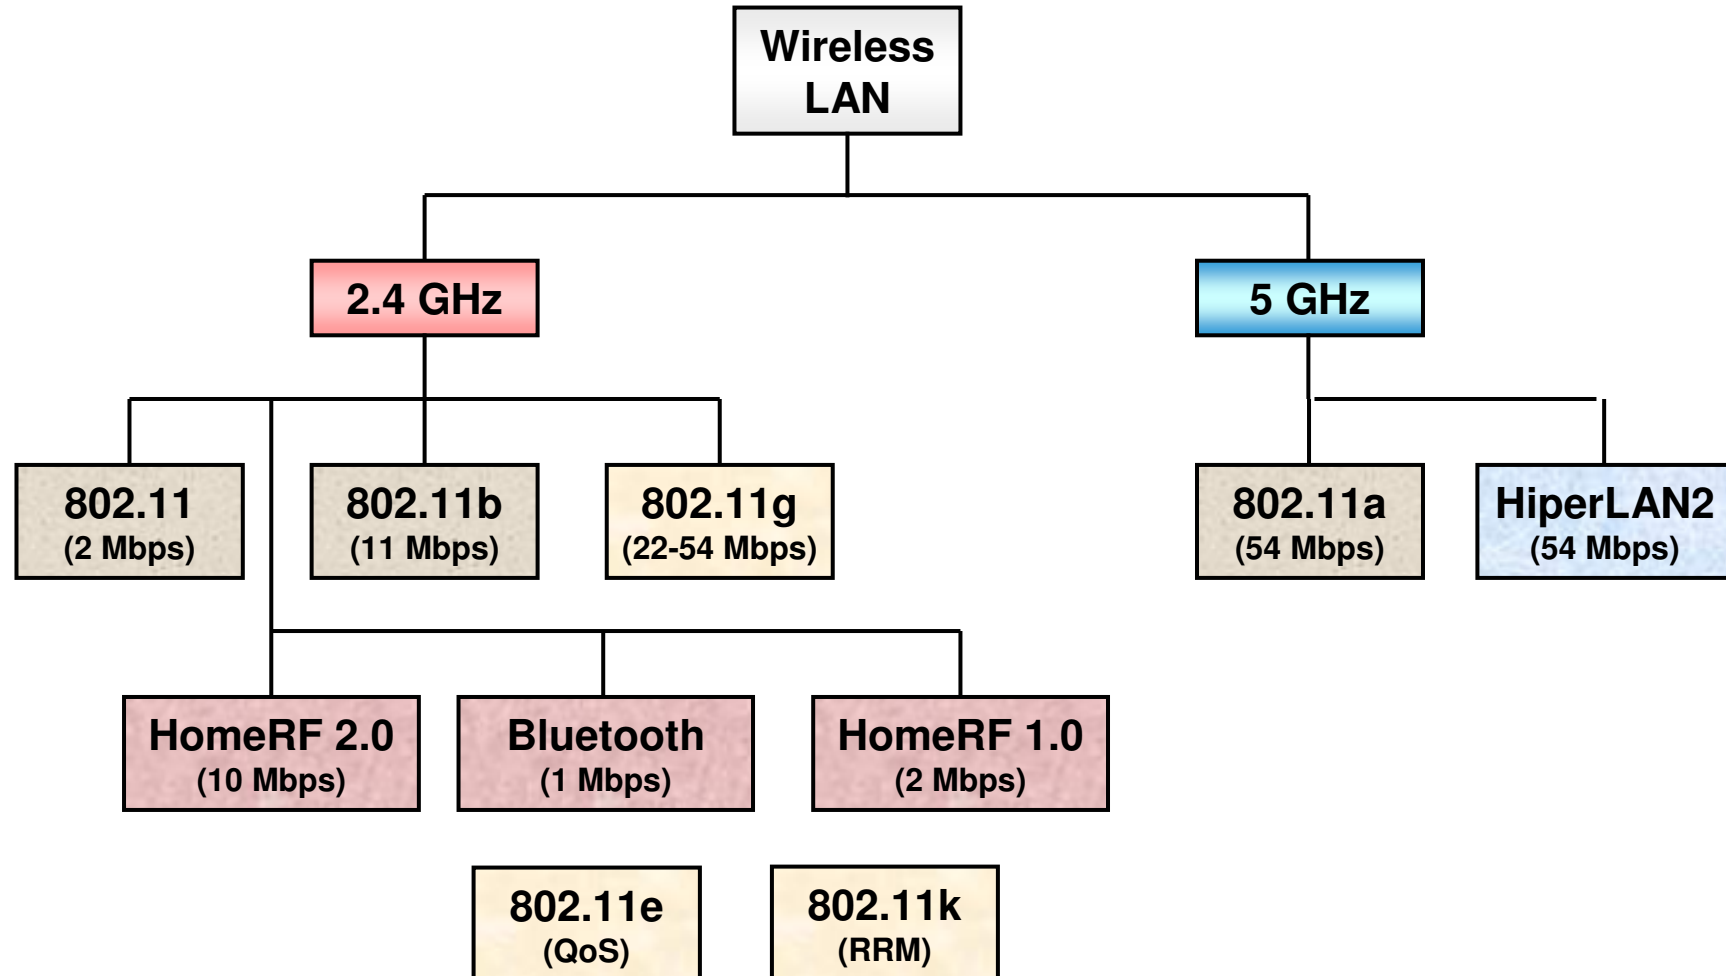 Wireless
LAN
2.4 GHz
5 GHz
802.11
(2 Mbps)
802.11b
(11 Mbps)
802.11g
(22-54 Mbps)
802.11a
(54 Mbps)
HiperLAN2
(54 Mbps)
HomeRF 2.0
(10 Mbps)
Bluetooth
(1 Mbps)
HomeRF 1.0
(2 Mbps)
802.11e
(QoS)
802.11k
(RRM)